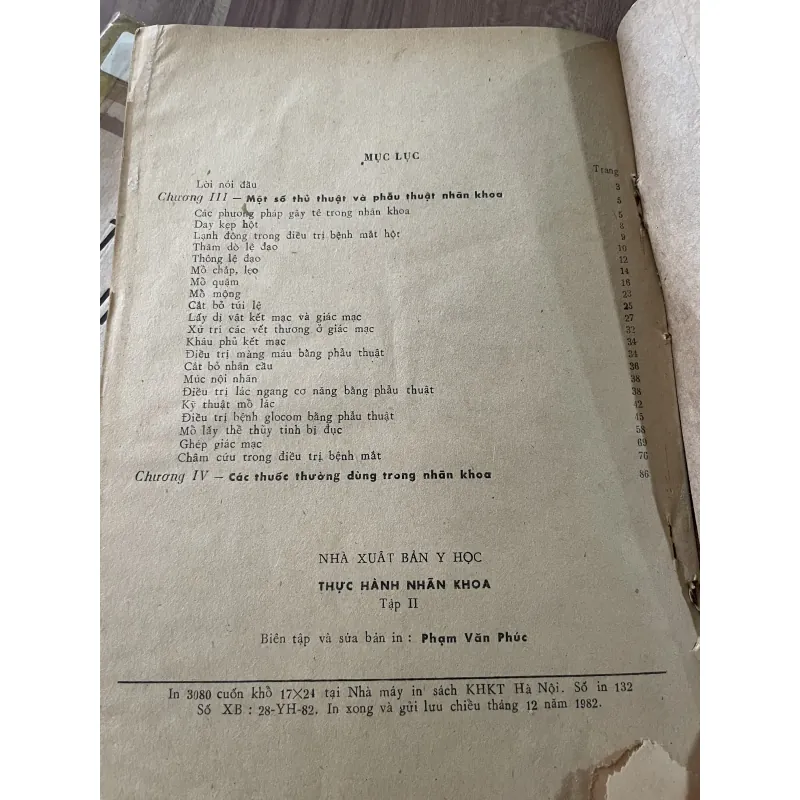 MỤC LỤC
Trang
Lời nói đầu 3
Chương III – Một số thủ thuật và phẫu thuật nhãn khoa 5
Các phương pháp gây tê trong nhãn khoa 5
Day kẹp hột 8
Lạnh đông trong điều trị bệnh mắt hột 9
Thăm dò lệ đạo 10
Thông lệ đạo 12
Mổ chắp, lẹo 14
Mổ quặm 16
Mổ mộng 23
Cắt bỏ túi lệ 25
Lấy dị vật kết mạc và giác mạc 27
Xử trí các vết thương ở giác mạc 32
Khâu phủ kết mạc 34
Điều trị màng máu bằng phẫu thuật 34
Cắt bỏ nhãn cầu 36
Múc nội nhãn 38
Điều trị lác ngang cơ năng bằng phẫu thuật 38
Kỹ thuật mổ lác 42
Điều trị bệnh glocom bằng phẫu thuật 45
Mổ lấy thể thủy tinh bị đục 58
Ghép giác mạc 69
Châm cứu trong điều trị bệnh mắt 76
Chương IV – Các thuốc thường dùng trong nhãn khoa 86
NHÀ XUẤT BẢN Y HỌC
THỰC HÀNH NHÃN KHOA
Tập II
Biên tập và sửa bản in : Phạm Văn Phúc
In 3080 cuốn khổ 17×24 tại Nhà máy in sách KHKT Hà Nội. Số in 132
Số XB : 28-YH-82. In xong và gửi lưu chiểu tháng 12 năm 1982.